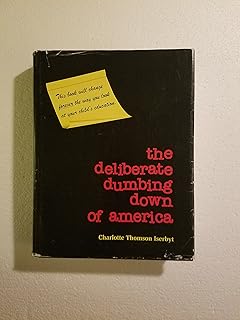 This book will change
forever the way you look
at your child's education
the
deliberate
dumbing
down
of america
Charlotte Thomson Iserbyt